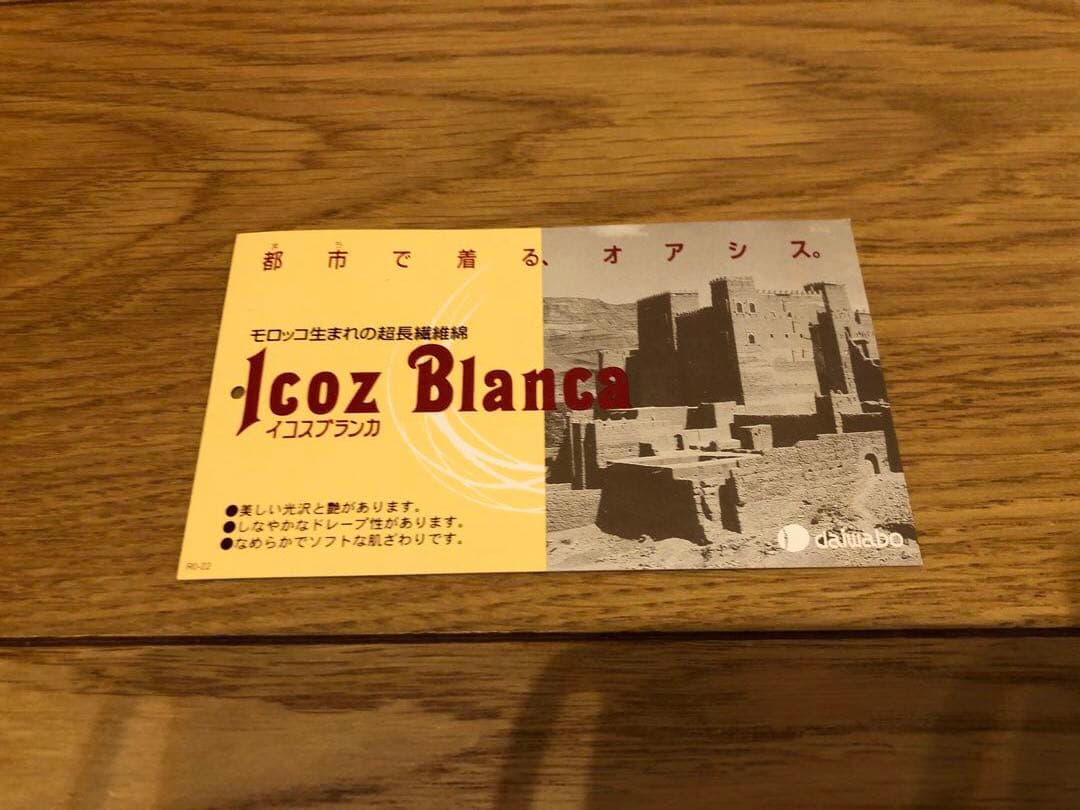 都市で着る、オアシス。
モロッコ生まれの超長繊維綿
Icoz Blanca
イコスブランカ
●美しい光沢と艶があります。
●しなやかなドレープ性があります。
●なめらかでソフトな肌ざわりです。
R0-22
daiwabo